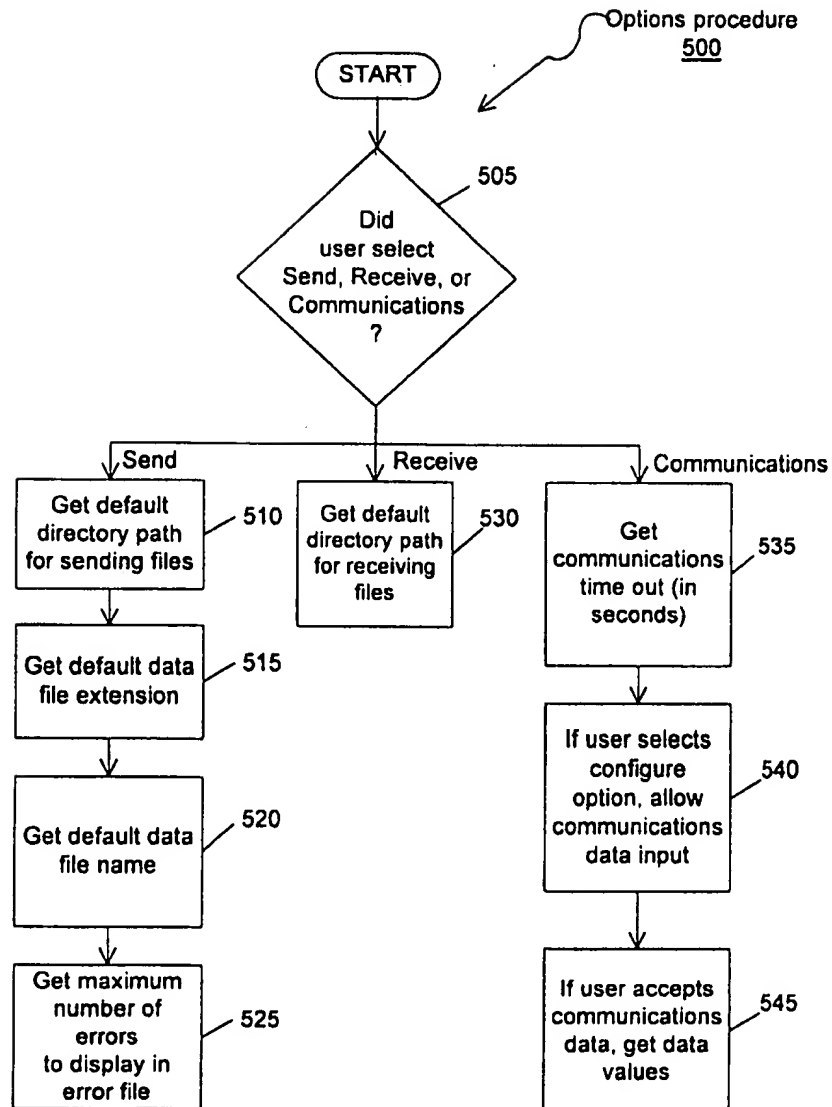 Options procedure
500
START
505
Did
user select
Send, Receive, or
Communications
?
Send
Receive
Communications
Get default
directory path
for sending files
510
Get default
directory path
for receiving
files
530
Get
communications
time out (in
seconds)
535
Get default data
file extension
515
If user selects
configure
option, allow
communications
data input
540
Get default data
file name
520
Get maximum
number of
errors
to display in
error file
525
If user accepts
communications
data, get data
values
545